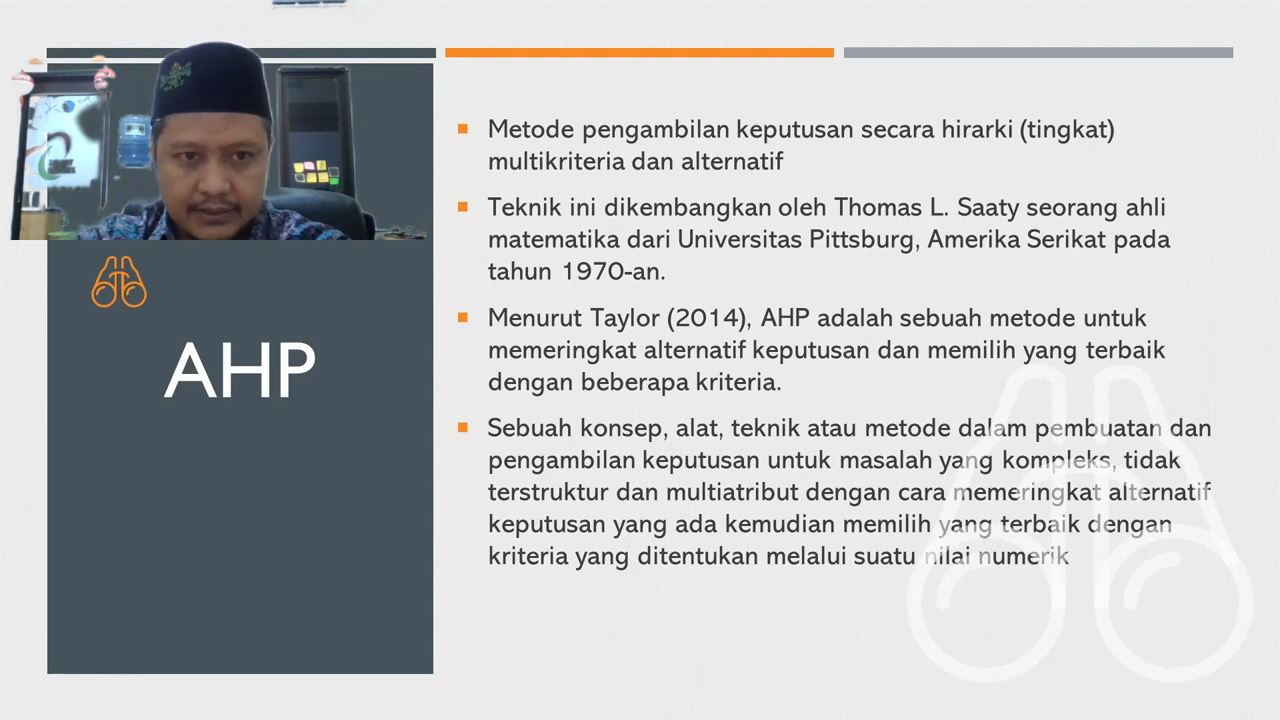 AHP
Metode pengambilan keputusan secara hirarki (tingkat)
multikriteria dan alternatif
Teknik ini dikembangkan oleh Thomas L. Saaty seorang ahli
matematika dari Universitas Pittsburg, Amerika Serikat pada
tahun 1970-an.
Menurut Taylor (2014), AHP adalah sebuah metode untuk
memeringkat alternatif keputusan dan memilih yang terbaik
dengan beberapa kriteria.
Sebuah konsep, alat, teknik atau metode dalam pembuatan dan
pengambilan keputusan untuk masalah yang kompleks, tidak
terstruktur dan multiatribut dengan cara memeringkat alternatif
keputusan yang ada kemudian memilih yang terbaik dengan
kriteria yang ditentukan melalui suatu nilai numerik